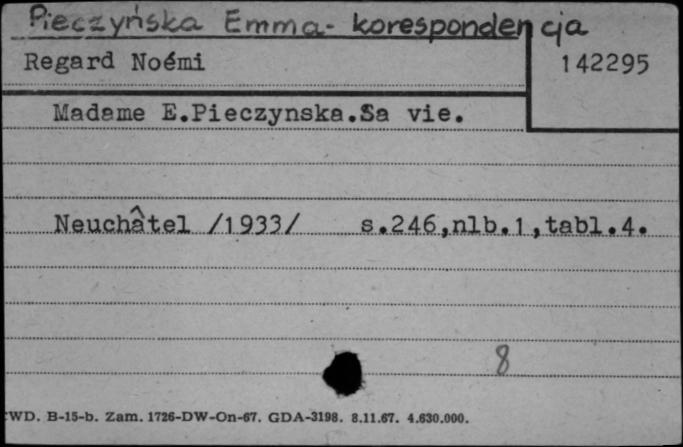 Pieczyńska Emma- korespondencja
Regard Noémi
142295
Madame E.Pieczynska.Sa vie.
Neuchâtel /1933/ s.246,nlb.1,tabl.4.
8
WD. B-15-b. Zam. 1726-DW-On-67. GDA-3198. 8.11.67. 4.630.000.